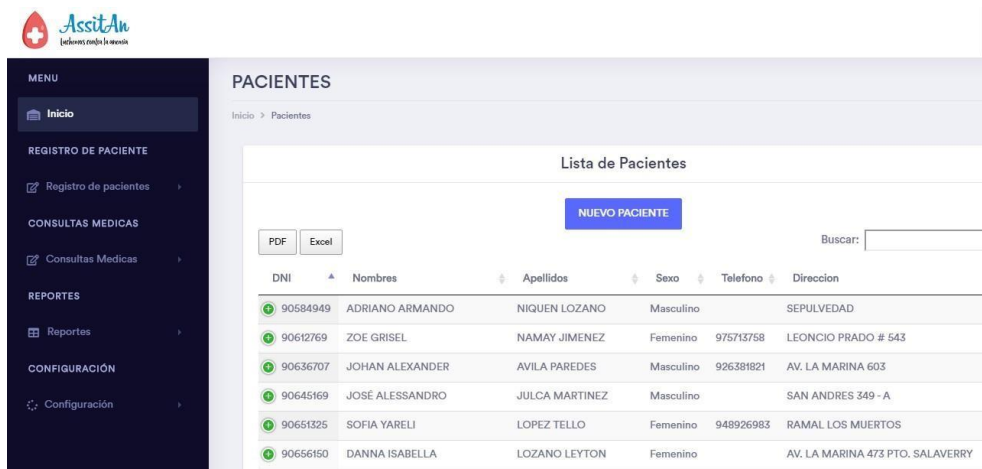 AssitAn
Luchemos contra la anemia
MENU
Inicio
REGISTRO DE PACIENTE
Registro de pacientes
CONSULTAS MEDICAS
Consultas Medicas
REPORTES
Reportes
CONFIGURACIÓN
Configuración
PACIENTES
Inicio > Pacientes
Lista de Pacientes
NUEVO PACIENTE
PDF Excel Buscar:
DNI Nombres Apellidos Sexo Telefono Direccion
90584949 ADRIANO ARMANDO NIQUEN LOZANO Masculino SEPULVEDAD
90612769 ZOE GRISEL NAMAY JIMENEZ Femenino 975713758 LEONCIO PRADO # 543
90636707 JOHAN ALEXANDER AVILA PAREDES Masculino 926381821 AV. LA MARINA 603
90645169 JOSÉ ALESSANDRO JULCA MARTINEZ Masculino SAN ANDRES 349 - A
90651325 SOFIA YARELI LOPEZ TELLO Femenino 948926983 RAMAL LOS MUERTOS
90656150 DANNA ISABELLA LOZANO LEYTON Femenino AV. LA MARINA 473 PTO. SALAVERRY